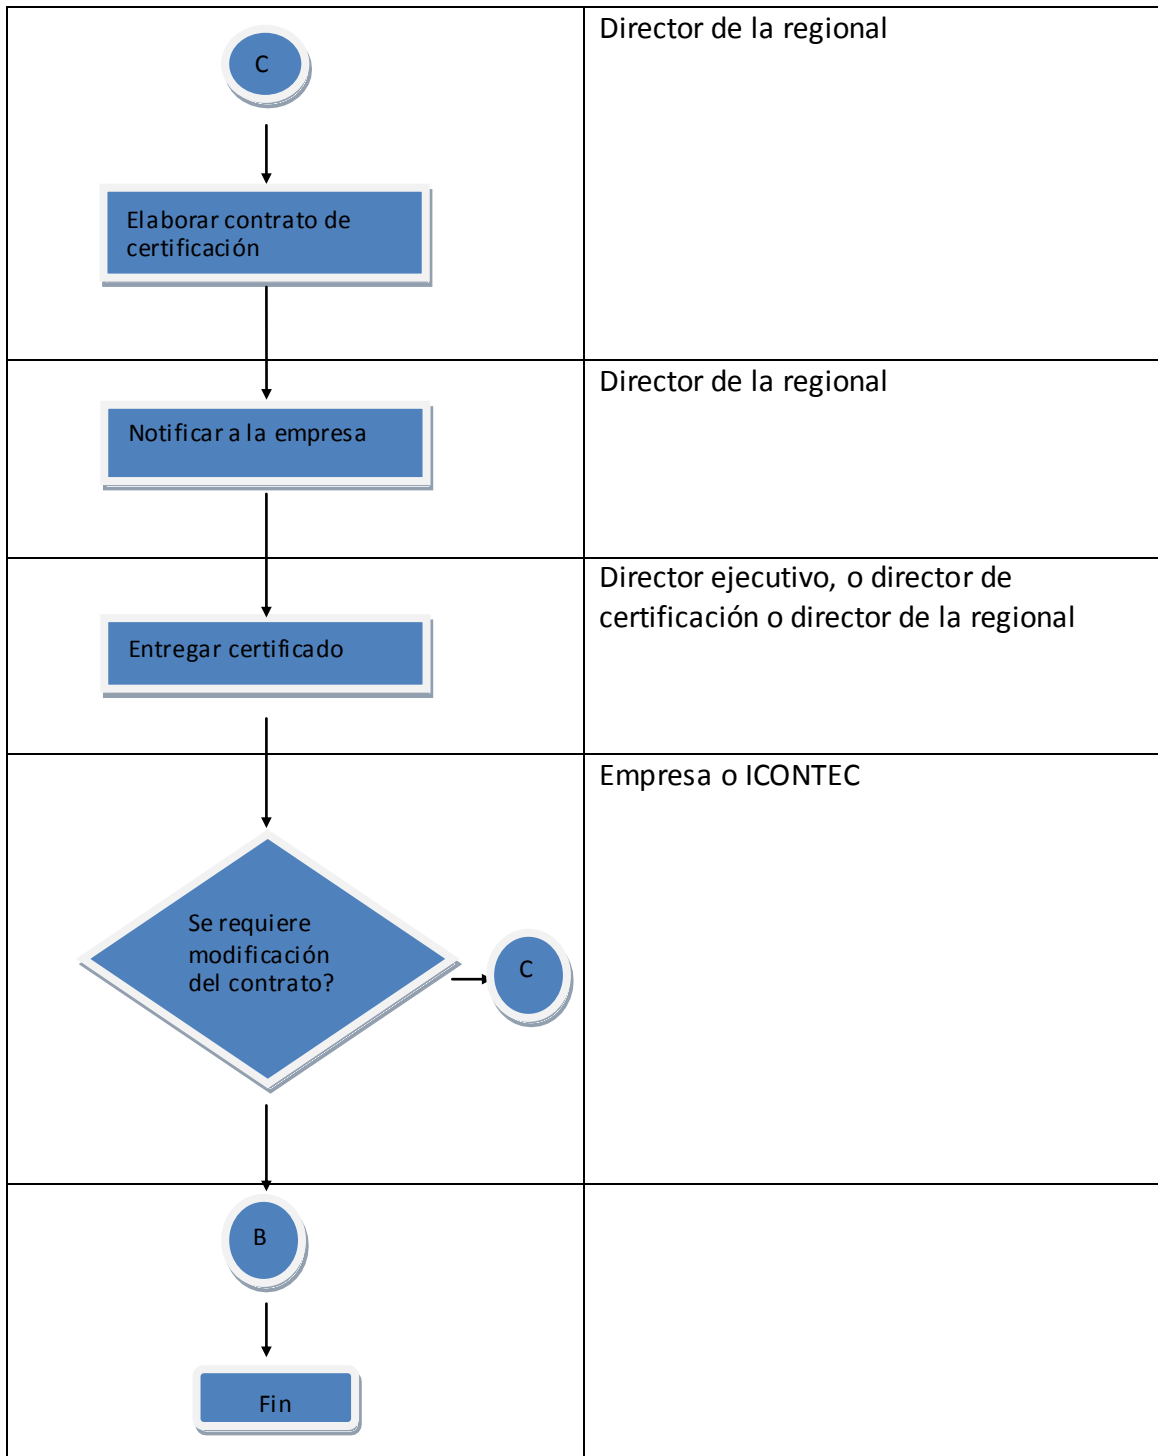 C
Director de la regional
Elaborar contrato de
certificación
Director de la regional
Notificar a la empresa
Director ejecutivo, o director de
certificación o director de la regional
Entregar certificado
Empresa o ICONTEC
Se requiere
modificación
del contrato?
C
B
Fin